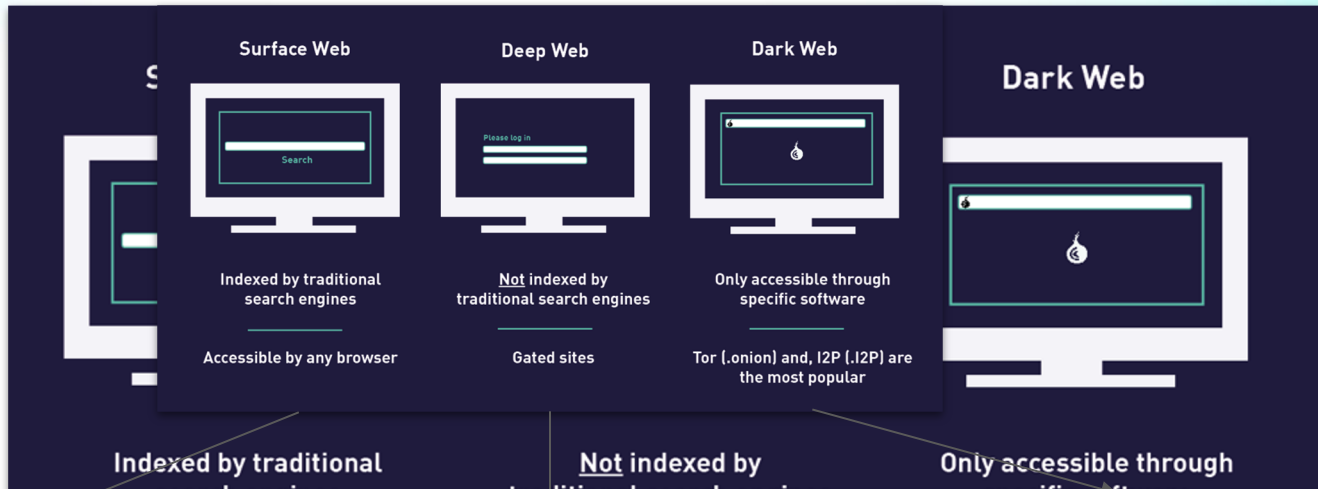 Surface Web
Deep Web
Dark Web
Search
Please log in
Indexed by traditional
search engines
Not indexed by
traditional search engines
Only accessible through
specific software
Accessible by any browser
Gated sites
Tor (.onion) and, I2P (.I2P) are
the most popular
S
Dark Web
Indexed by traditional
Not indexed by
Only accessible through